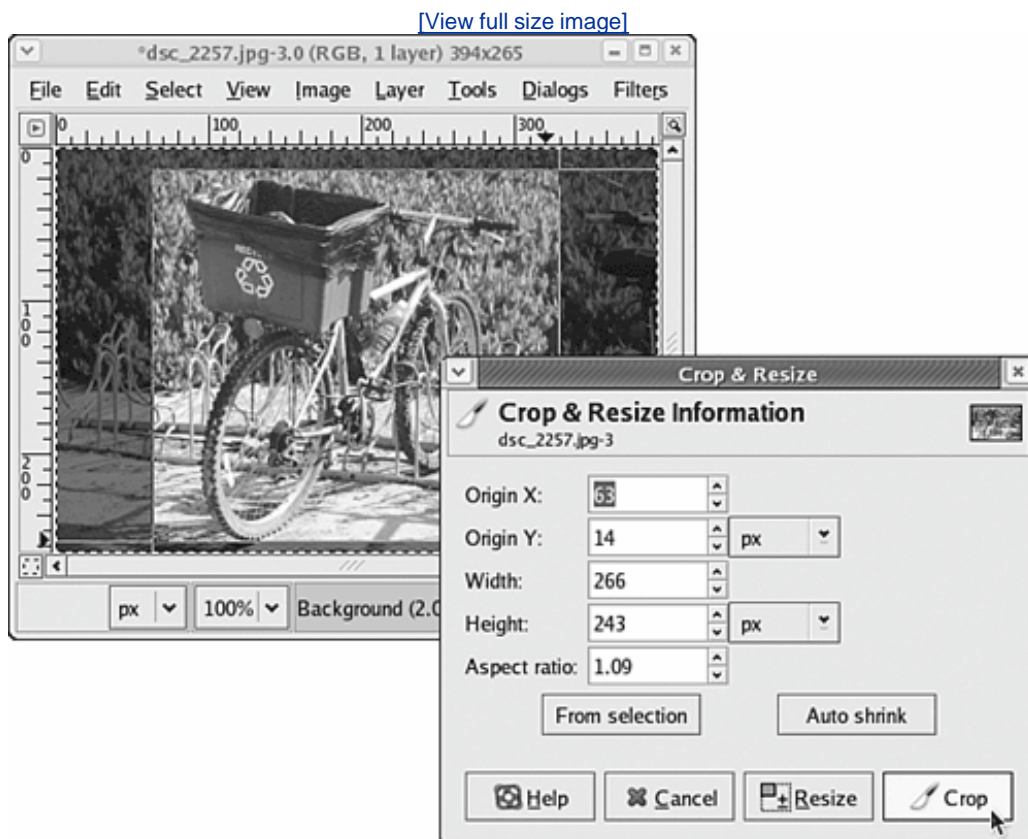 [View full size image]
*dsc_2257.jpg-3.0 (RGB, 1 layer) 394x265
File Edit Select View Image Layer Tools Dialogs Filters
0 100 200 300
0
100
200
px 100% Background (2.0
Crop & Resize
Crop & Resize Information
dsc_2257.jpg-3
Origin X: 63
Origin Y: 14 px
Width: 266
Height: 243 px
Aspect ratio: 1.09
From selection Auto shrink
Help Cancel Resize Crop